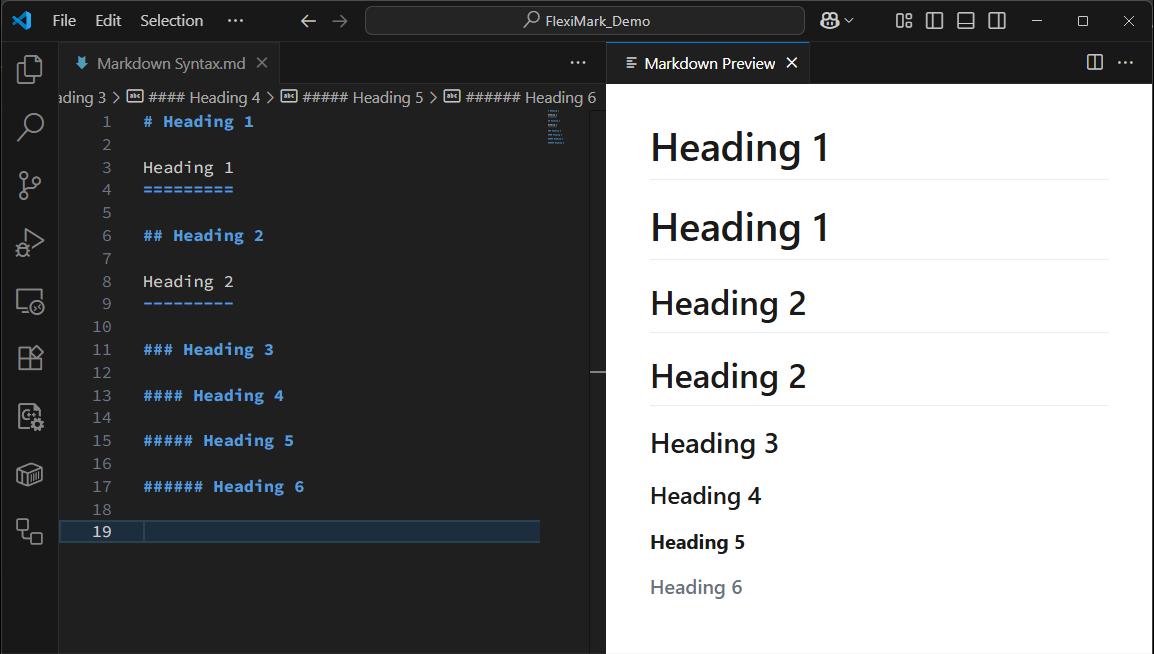 File Edit Selection ···
FlexiMark_Demo
Markdown Syntax.md
ading 3 > #### Heading 4 > ##### Heading 5 > ###### Heading 6
1 # Heading 1
2
3 Heading 1
4 =========
5
6 ## Heading 2
7
8 Heading 2
9 ---------
10
11 ### Heading 3
12
13 #### Heading 4
14
15 ##### Heading 5
16
17 ###### Heading 6
18
19
Markdown Preview
Heading 1
Heading 1
Heading 2
Heading 2
Heading 3
Heading 4
Heading 5
Heading 6